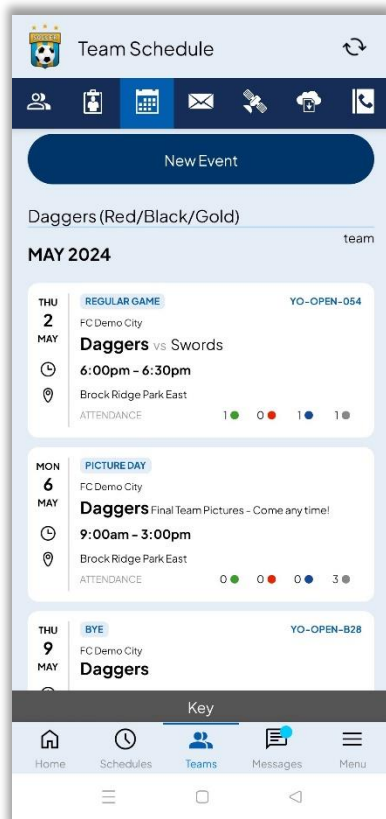 SOCCER
Team Schedule
New Event
Daggers (Red/Black/Gold)
team
MAY 2024
THU REGULAR GAME YO-OPEN-054
2 FC Demo City
MAY Daggers vs Swords
6:00pm - 6:30pm
Brock Ridge Park East
ATTENDANCE 1 0 1 1
MON PICTURE DAY
6 FC Demo City
MAY Daggers Final Team Pictures - Come any time!
9:00am - 3:00pm
Brock Ridge Park East
ATTENDANCE 0 0 0 3
THU BYE YO-OPEN-B28
9 FC Demo City
MAY Daggers
Key
Home Schedules Teams Messages Menu